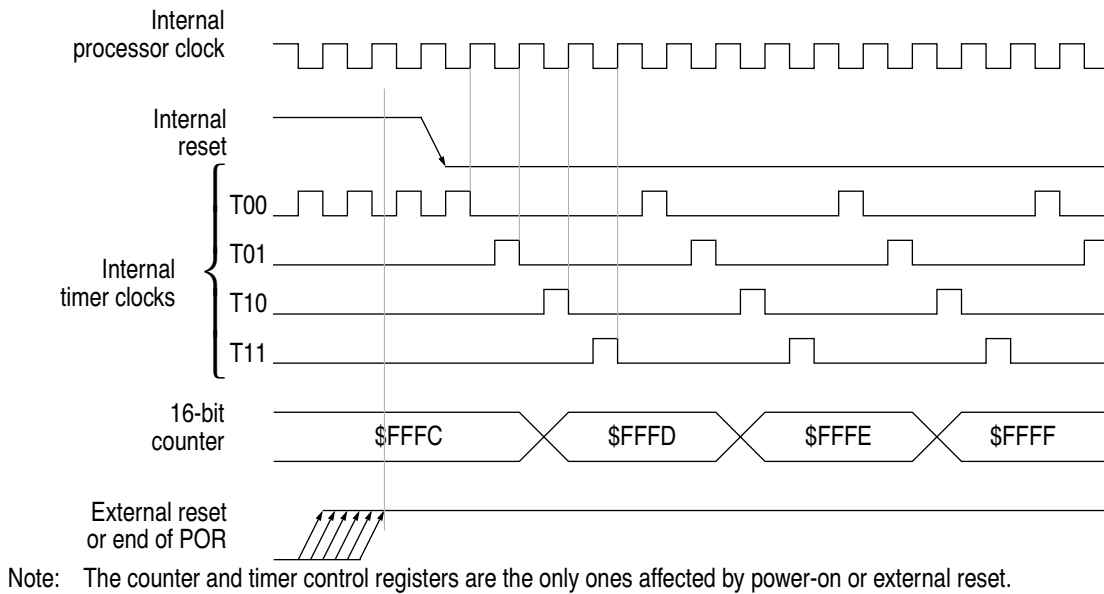 Internal
processor clock
Internal
reset
T00
T01
Internal
timer clocks
T10
T11
16-bit
counter
$FFFC
$FFFD
$FFFE
$FFFF
External reset
or end of POR
Note: The counter and timer control registers are the only ones affected by power-on or external reset.